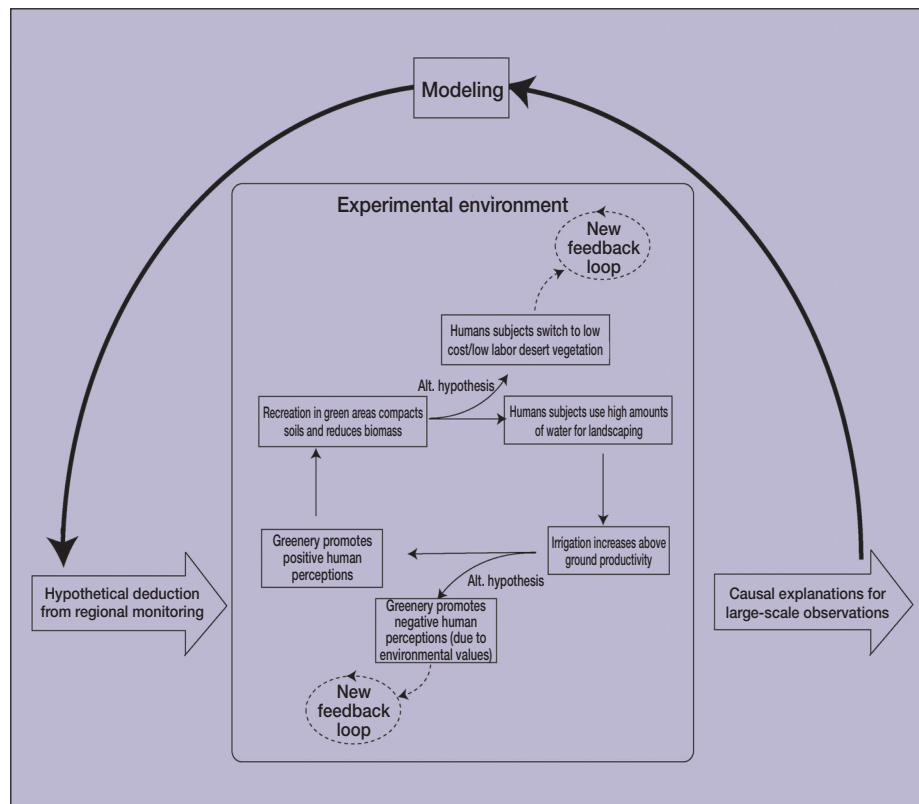 Modeling
Experimental environment
New
feedback
loop
Humans subjects switch to low
cost/low labor desert vegetation
Alt. hypothesis
Recreation in green areas compacts
soils and reduces biomass
Humans subjects use high amounts
of water for landscaping
Greenery promotes
positive human
perceptions
Irrigation increases above
ground productivity
Alt. hypothesis
Hypothetical deduction
from regional monitoring
Causal explanations for
large-scale observations
Greenery promotes
negative human
perceptions (due to
environmental values)
New
feedback
loop